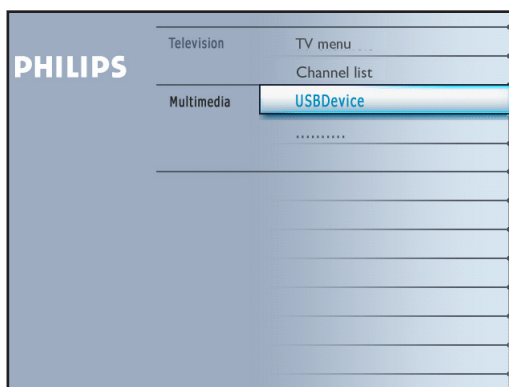 PHILIPS
Television
TV menu
Channel list
Multimedia
USBDevice
..........